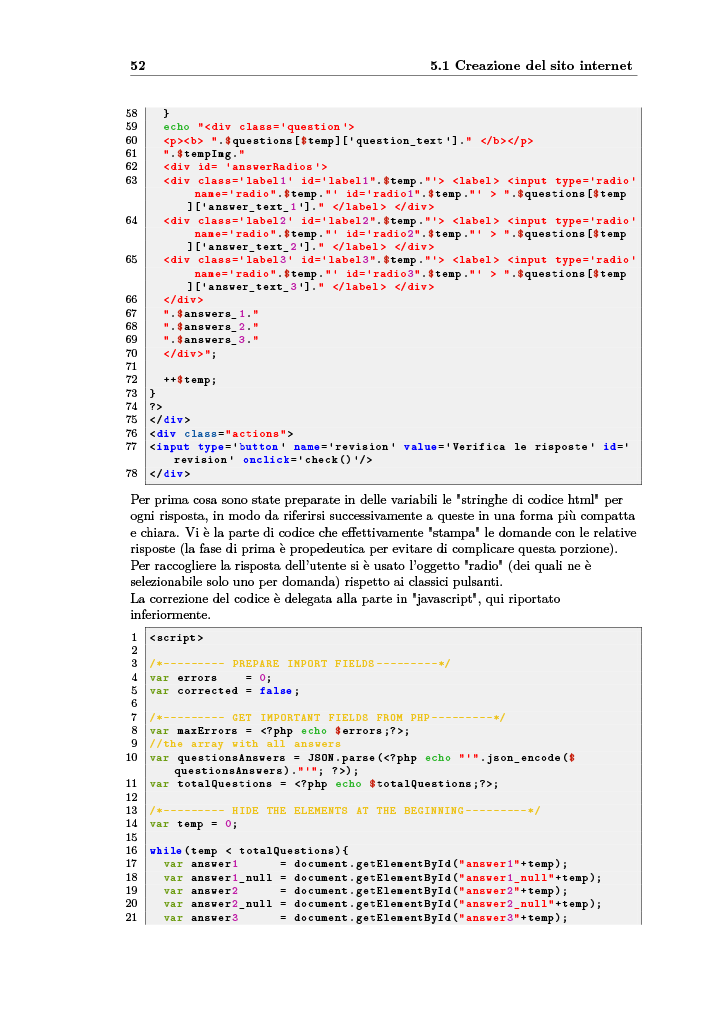 52 5.1 Creazione del sito internet
58 }
59 echo "<div class='question'>
60 <p><b> ".$questions[$temp]['question_text']." </b></p>
61 ".$tempImg."
62 <div id= 'answerRadios'>
63 <div class='label1' id='label1".$temp."'> <label> <input type='radio'
name='radio".$temp."' id='radio1".$temp."' > ".$questions[$temp
]['answer_text_1']." </label> </div>
64 <div class='label2' id='label2".$temp."'> <label> <input type='radio'
name='radio".$temp."' id='radio2".$temp."' > ".$questions[$temp
]['answer_text_2']." </label> </div>
65 <div class='label3' id='label3".$temp."'> <label> <input type='radio'
name='radio".$temp."' id='radio3".$temp."' > ".$questions[$temp
]['answer_text_3']." </label> </div>
66 </div>
67 ".$answers_1."
68 ".$answers_2."
69 ".$answers_3."
70 </div>";
71
72 ++$temp;
73 }
74 ?>
75 </div>
76 <div class="actions">
77 <input type='button' name='revision' value='Verifica le risposte' id='
revision' onclick='check()'/>
78 </div>
Per prima cosa sono state preparate in delle variabili le "stringhe di codice html" per
ogni risposta, in modo da riferirsi successivamente a queste in una forma più compatta
e chiara. Vi è la parte di codice che effettivamente "stampa" le domande con le relative
risposte (la fase di prima è propedeutica per evitare di complicare questa porzione).
Per raccogliere la risposta dell'utente si è usato l'oggetto "radio" (dei quali ne è
selezionabile solo uno per domanda) rispetto ai classici pulsanti.
La correzione del codice è delegata alla parte in "javascript", qui riportato
inferiormente.
1 <script>
2
3 /*--------- PREPARE IMPORT FIELDS---------*/
4 var errors = 0;
5 var corrected = false;
6
7 /*--------- GET IMPORTANT FIELDS FROM PHP---------*/
8 var maxErrors = <?php echo $errors;?>;
9 //the array with all answers
10 var questionsAnswers = JSON.parse(<?php echo "'".json_encode($
questionsAnswers)."'"; ?>);
11 var totalQuestions = <?php echo $totalQuestions;?>;
12
13 /*--------- HIDE THE ELEMENTS AT THE BEGINNING---------*/
14 var temp = 0;
15
16 while(temp < totalQuestions){
17 var answer1 = document.getElementById("answer1"+temp);
18 var answer1_null = document.getElementById("answer1_null"+temp);
19 var answer2 = document.getElementById("answer2"+temp);
20 var answer2_null = document.getElementById("answer2_null"+temp);
21 var answer3 = document.getElementById("answer3"+temp);